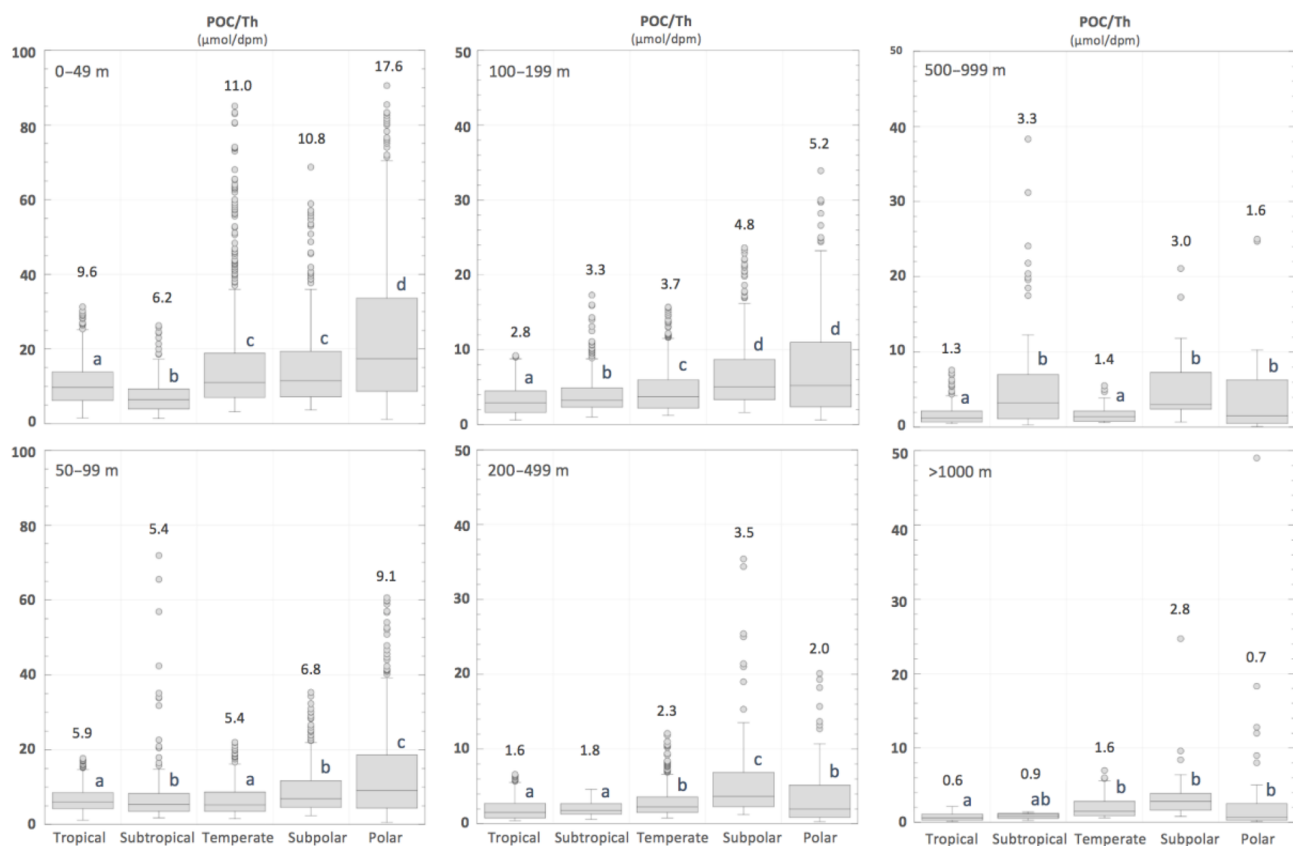 POC/Th
(μmol/dpm)
100
80
60
40
20
0
0–49 m
9.6
6.2
11.0
10.8
17.6
a
b
c
c
d
POC/Th
(μmol/dpm)
50
40
30
20
10
0
100–199 m
2.8
3.3
3.7
4.8
5.2
a
b
c
d
d
POC/Th
(μmol/dpm)
50
40
30
20
10
0
500–999 m
1.3
3.3
1.4
3.0
1.6
a
b
a
b
b
100
80
60
40
20
0
50–99 m
5.9
5.4
5.4
6.8
9.1
a
b
a
b
c
Tropical Subtropical Temperate Subpolar Polar
50
40
30
20
10
0
200–499 m
1.6
1.8
2.3
3.5
2.0
a
a
b
c
b
Tropical Subtropical Temperate Subpolar Polar
50
40
30
20
10
0
>1000 m
0.6
0.9
1.6
2.8
0.7
a
ab
b
b
b
Tropical Subtropical Temperate Subpolar Polar